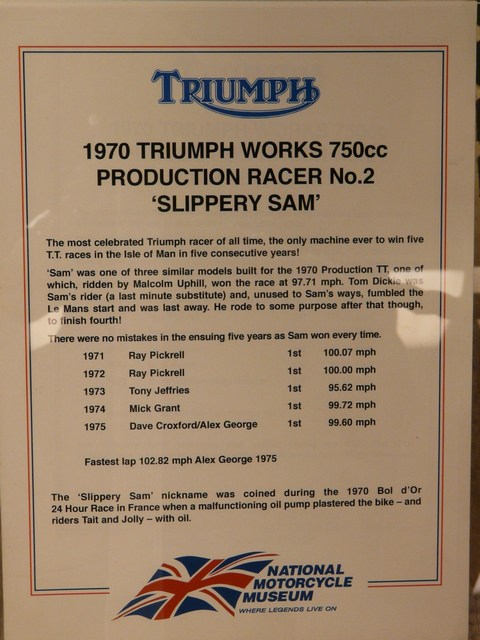 TRIUMPH
1970 TRIUMPH WORKS 750cc
PRODUCTION RACER No.2
‘SLIPPERY SAM’
The most celebrated Triumph racer of all time, the only machine ever to win five
T.T. races in the Isle of Man in five consecutive years!
‘Sam’ was one of three similar models built for the 1970 Production TT, one of
which, ridden by Malcolm Uphill, won the race at 97.71 mph. Tom Dickie was
Sam's rider (a last minute substitute) and, unused to Sam's ways, fumbled the
Le Mans start and was last away. He rode to some purpose after that though,
to finish fourth!
There were no mistakes in the ensuing five years as Sam won every time.
1971 Ray Pickrell 1st 100.07 mph
1972 Ray Pickrell 1st 100.00 mph
1973 Tony Jeffries 1st 95.62 mph
1974 Mick Grant 1st 99.72 mph
1975 Dave Croxford/Alex George 1st 99.60 mph
Fastest lap 102.82 mph Alex George 1975
The ‘Slippery Sam’ nickname was coined during the 1970 Bol d’Or
24 Hour Race in France when a malfunctioning oil pump plastered the bike – and
riders Tait and Jolly – with oil.
NATIONAL
MOTORCYCLE
MUSEUM
WHERE LEGENDS LIVE ON